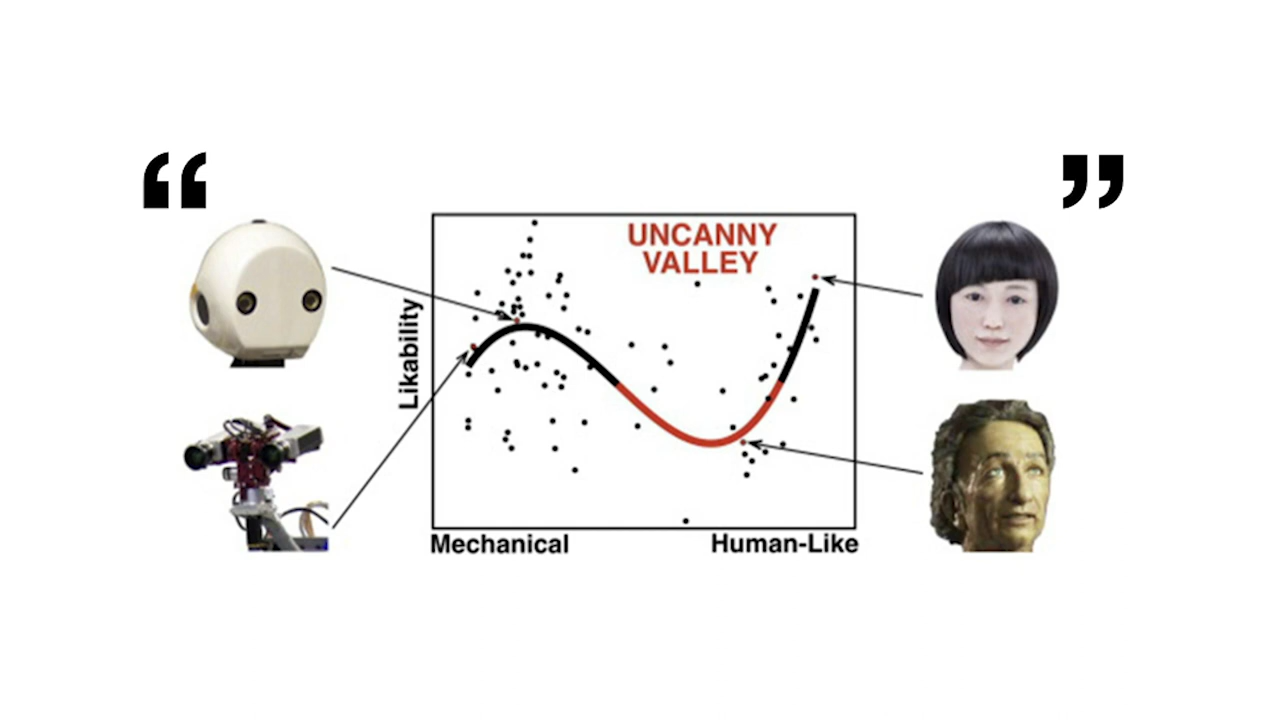 “ ”
UNCANNY
VALLEY
Likability
Mechanical Human-Like